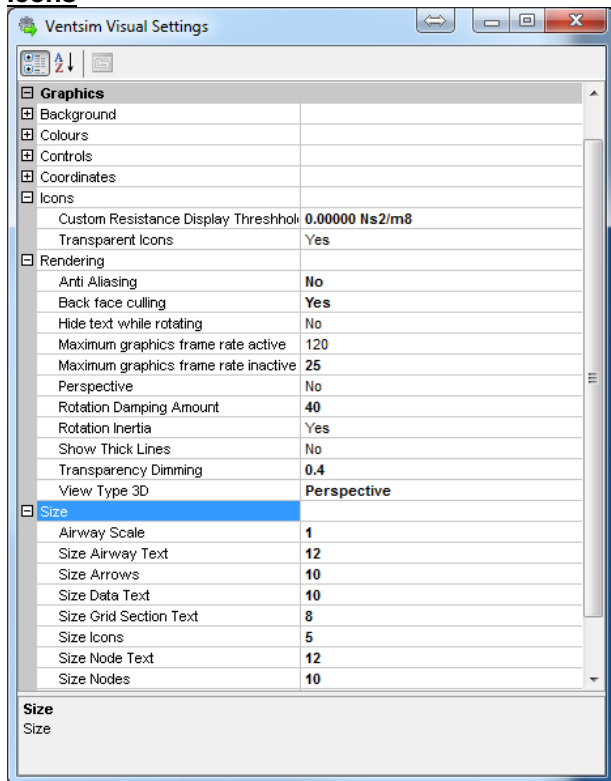 Icons
Ventsim Visual Settings
Graphics
Background
Colours
Controls
Coordinates
Icons
Custom Resistance Display Threshhol 0.00000 Ns2/m8
Transparent Icons Yes
Rendering
Anti Aliasing No
Back face culling Yes
Hide text while rotating No
Maximum graphics frame rate active 120
Maximum graphics frame rate inactive 25
Perspective No
Rotation Damping Amount 40
Rotation Inertia Yes
Show Thick Lines No
Transparency Dimming 0.4
View Type 3D Perspective
Size
Airway Scale 1
Size Airway Text 12
Size Arrows 10
Size Data Text 10
Size Grid Section Text 8
Size Icons 5
Size Node Text 12
Size Nodes 10
Size
Size